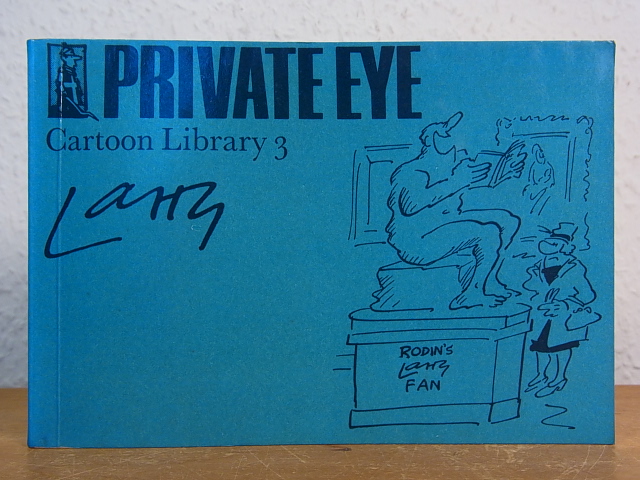 PRIVATE EYE
Cartoon Library 3
Larry
RODIN'S
Larry
FAN